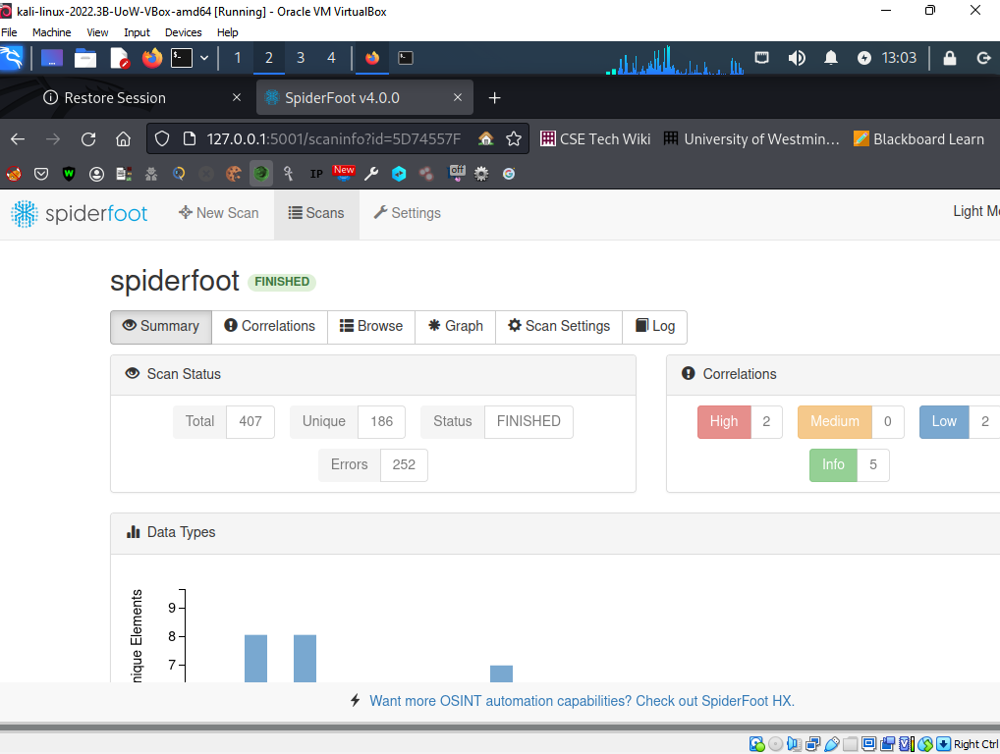 kali-linux-2022.3B-UoW-VBox-amd64 [Running] - Oracle VM VirtualBox
File Machine View Input Devices Help
1 2 3 4 13:03
Restore Session SpiderFoot v4.0.0
127.0.0.1:5001/scaninfo?id=5D74557F CSE Tech Wiki University of Westmin... Blackboard Learn
IP New off
spiderfoot New Scan Scans Settings Light Mo
spiderfoot FINISHED
Summary Correlations Browse Graph Scan Settings Log
Scan Status Correlations
Total 407 Unique 186 Status FINISHED High 2 Medium 0 Low 2
Errors 252 Info 5
Data Types
nique Elements
9
8
7
Want more OSINT automation capabilities? Check out SpiderFoot HX.
Right Ctrl